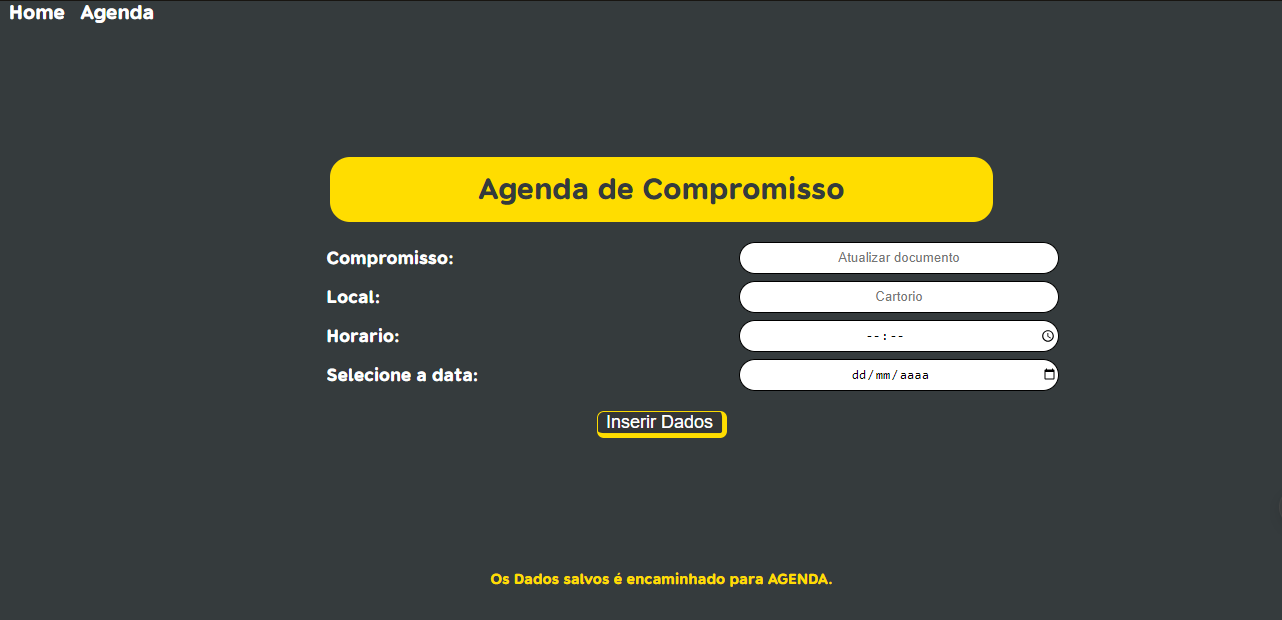 Home Agenda
Agenda de Compromisso
Compromisso: Atualizar documento
Local: Cartorio
Horario: --:--
Selecione a data: dd/mm/aaaa
Inserir Dados
Os Dados salvos é encaminhado para AGENDA.